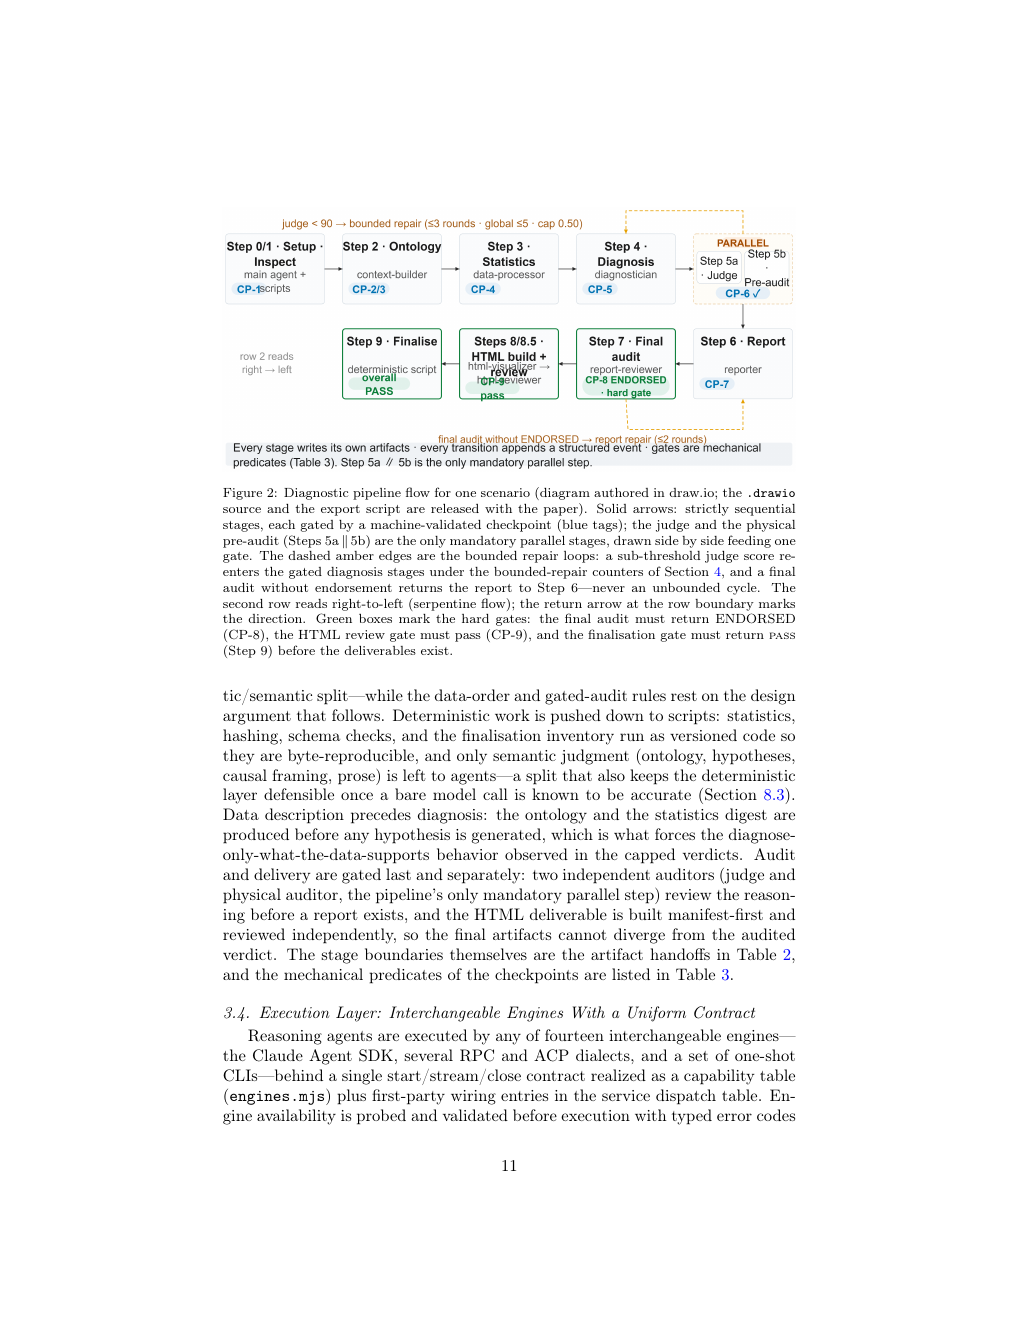 judge < 90 → bounded repair (≤3 rounds · global ≤5 · cap 0.50)
Step 0/1 · Setup ·
Inspect
main agent +
scripts
CP-1
Step 2 · Ontology
context-builder
CP-2/3
Step 3 ·
Statistics
data-processor
CP-4
Step 4 ·
Diagnosis
diagnostician
CP-5
PARALLEL
Step 5a
· Judge
Step 5b
·
Pre-audit
CP-6 ✓
row 2 reads
right → left
Step 9 · Finalise
deterministic script
overall
PASS
Steps 8/8.5 ·
HTML build +
review
html-visualizer →
html-reviewer
CP-9
pass
Step 7 · Final
audit
report-reviewer
CP-8 ENDORSED
· hard gate
Step 6 · Report
reporter
CP-7
final audit without ENDORSED → report repair (≤2 rounds)
Every stage writes its own artifacts · every transition appends a structured event · gates are mechanical
predicates (Table 3). Step 5a ∥ 5b is the only mandatory parallel step.
Figure 2: Diagnostic pipeline flow for one scenario (diagram authored in draw.io; the .drawio
source and the export script are released with the paper). Solid arrows: strictly sequential
stages, each gated by a machine-validated checkpoint (blue tags); the judge and the physical
pre-audit (Steps 5a ∥ 5b) are the only mandatory parallel stages, drawn side by side feeding one
gate. The dashed amber edges are the bounded repair loops: a sub-threshold judge score re-
enters the gated diagnosis stages under the bounded-repair counters of Section 4, and a final
audit without endorsement returns the report to Step 6—never an unbounded cycle. The
second row reads right-to-left (serpentine flow); the return arrow at the row boundary marks
the direction. Green boxes mark the hard gates: the final audit must return ENDORSED
(CP-8), the HTML review gate must pass (CP-9), and the finalisation gate must return PASS
(Step 9) before the deliverables exist.
tic/semantic split—while the data-order and gated-audit rules rest on the design
argument that follows. Deterministic work is pushed down to scripts: statistics,
hashing, schema checks, and the finalisation inventory run as versioned code so
they are byte-reproducible, and only semantic judgment (ontology, hypotheses,
causal framing, prose) is left to agents—a split that also keeps the deterministic
layer defensible once a bare model call is known to be accurate (Section 8.3).
Data description precedes diagnosis: the ontology and the statistics digest are
produced before any hypothesis is generated, which is what forces the diagnose-
only-what-the-data-supports behavior observed in the capped verdicts. Audit
and delivery are gated last and separately: two independent auditors (judge and
physical auditor, the pipeline's only mandatory parallel step) review the reason-
ing before a report exists, and the HTML deliverable is built manifest-first and
reviewed independently, so the final artifacts cannot diverge from the audited
verdict. The stage boundaries themselves are the artifact handoffs in Table 2,
and the mechanical predicates of the checkpoints are listed in Table 3.
3.4. Execution Layer: Interchangeable Engines With a Uniform Contract
Reasoning agents are executed by any of fourteen interchangeable engines—
the Claude Agent SDK, several RPC and ACP dialects, and a set of one-shot
CLIs—behind a single start/stream/close contract realized as a capability table
(engines.mjs) plus first-party wiring entries in the service dispatch table. En-
gine availability is probed and validated before execution with typed error codes
11